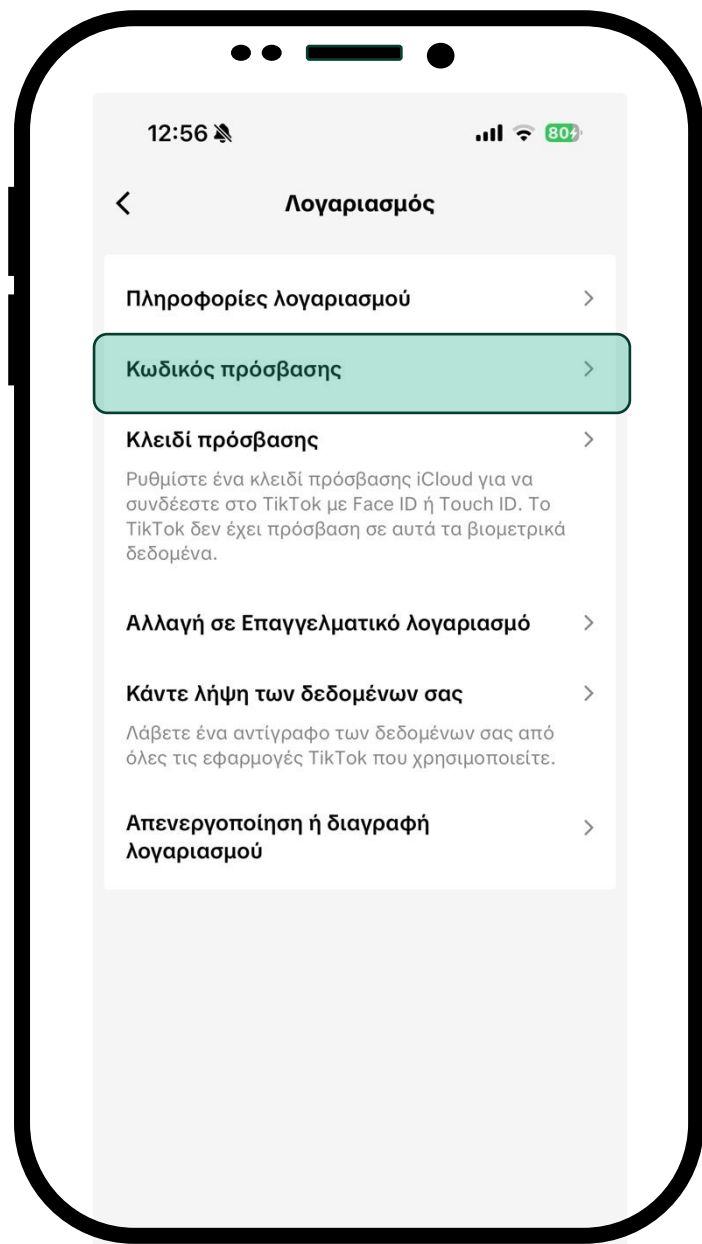 12:56
80
Λογαριασμός
Πληροφορίες λογαριασμού
Κωδικός πρόσβασης
Κλειδί πρόσβασης
Ρυθμίστε ένα κλειδί πρόσβασης iCloud για να
συνδέεστε στο TikTok με Face ID ή Touch ID. Το
TikTok δεν έχει πρόσβαση σε αυτά τα βιομετρικά
δεδομένα.
Αλλαγή σε Επαγγελματικό λογαριασμό
Κάντε λήψη των δεδομένων σας
Λάβετε ένα αντίγραφο των δεδομένων σας από
όλες τις εφαρμογές TikTok που χρησιμοποιείτε.
Απενεργοποίηση ή διαγραφή
λογαριασμού